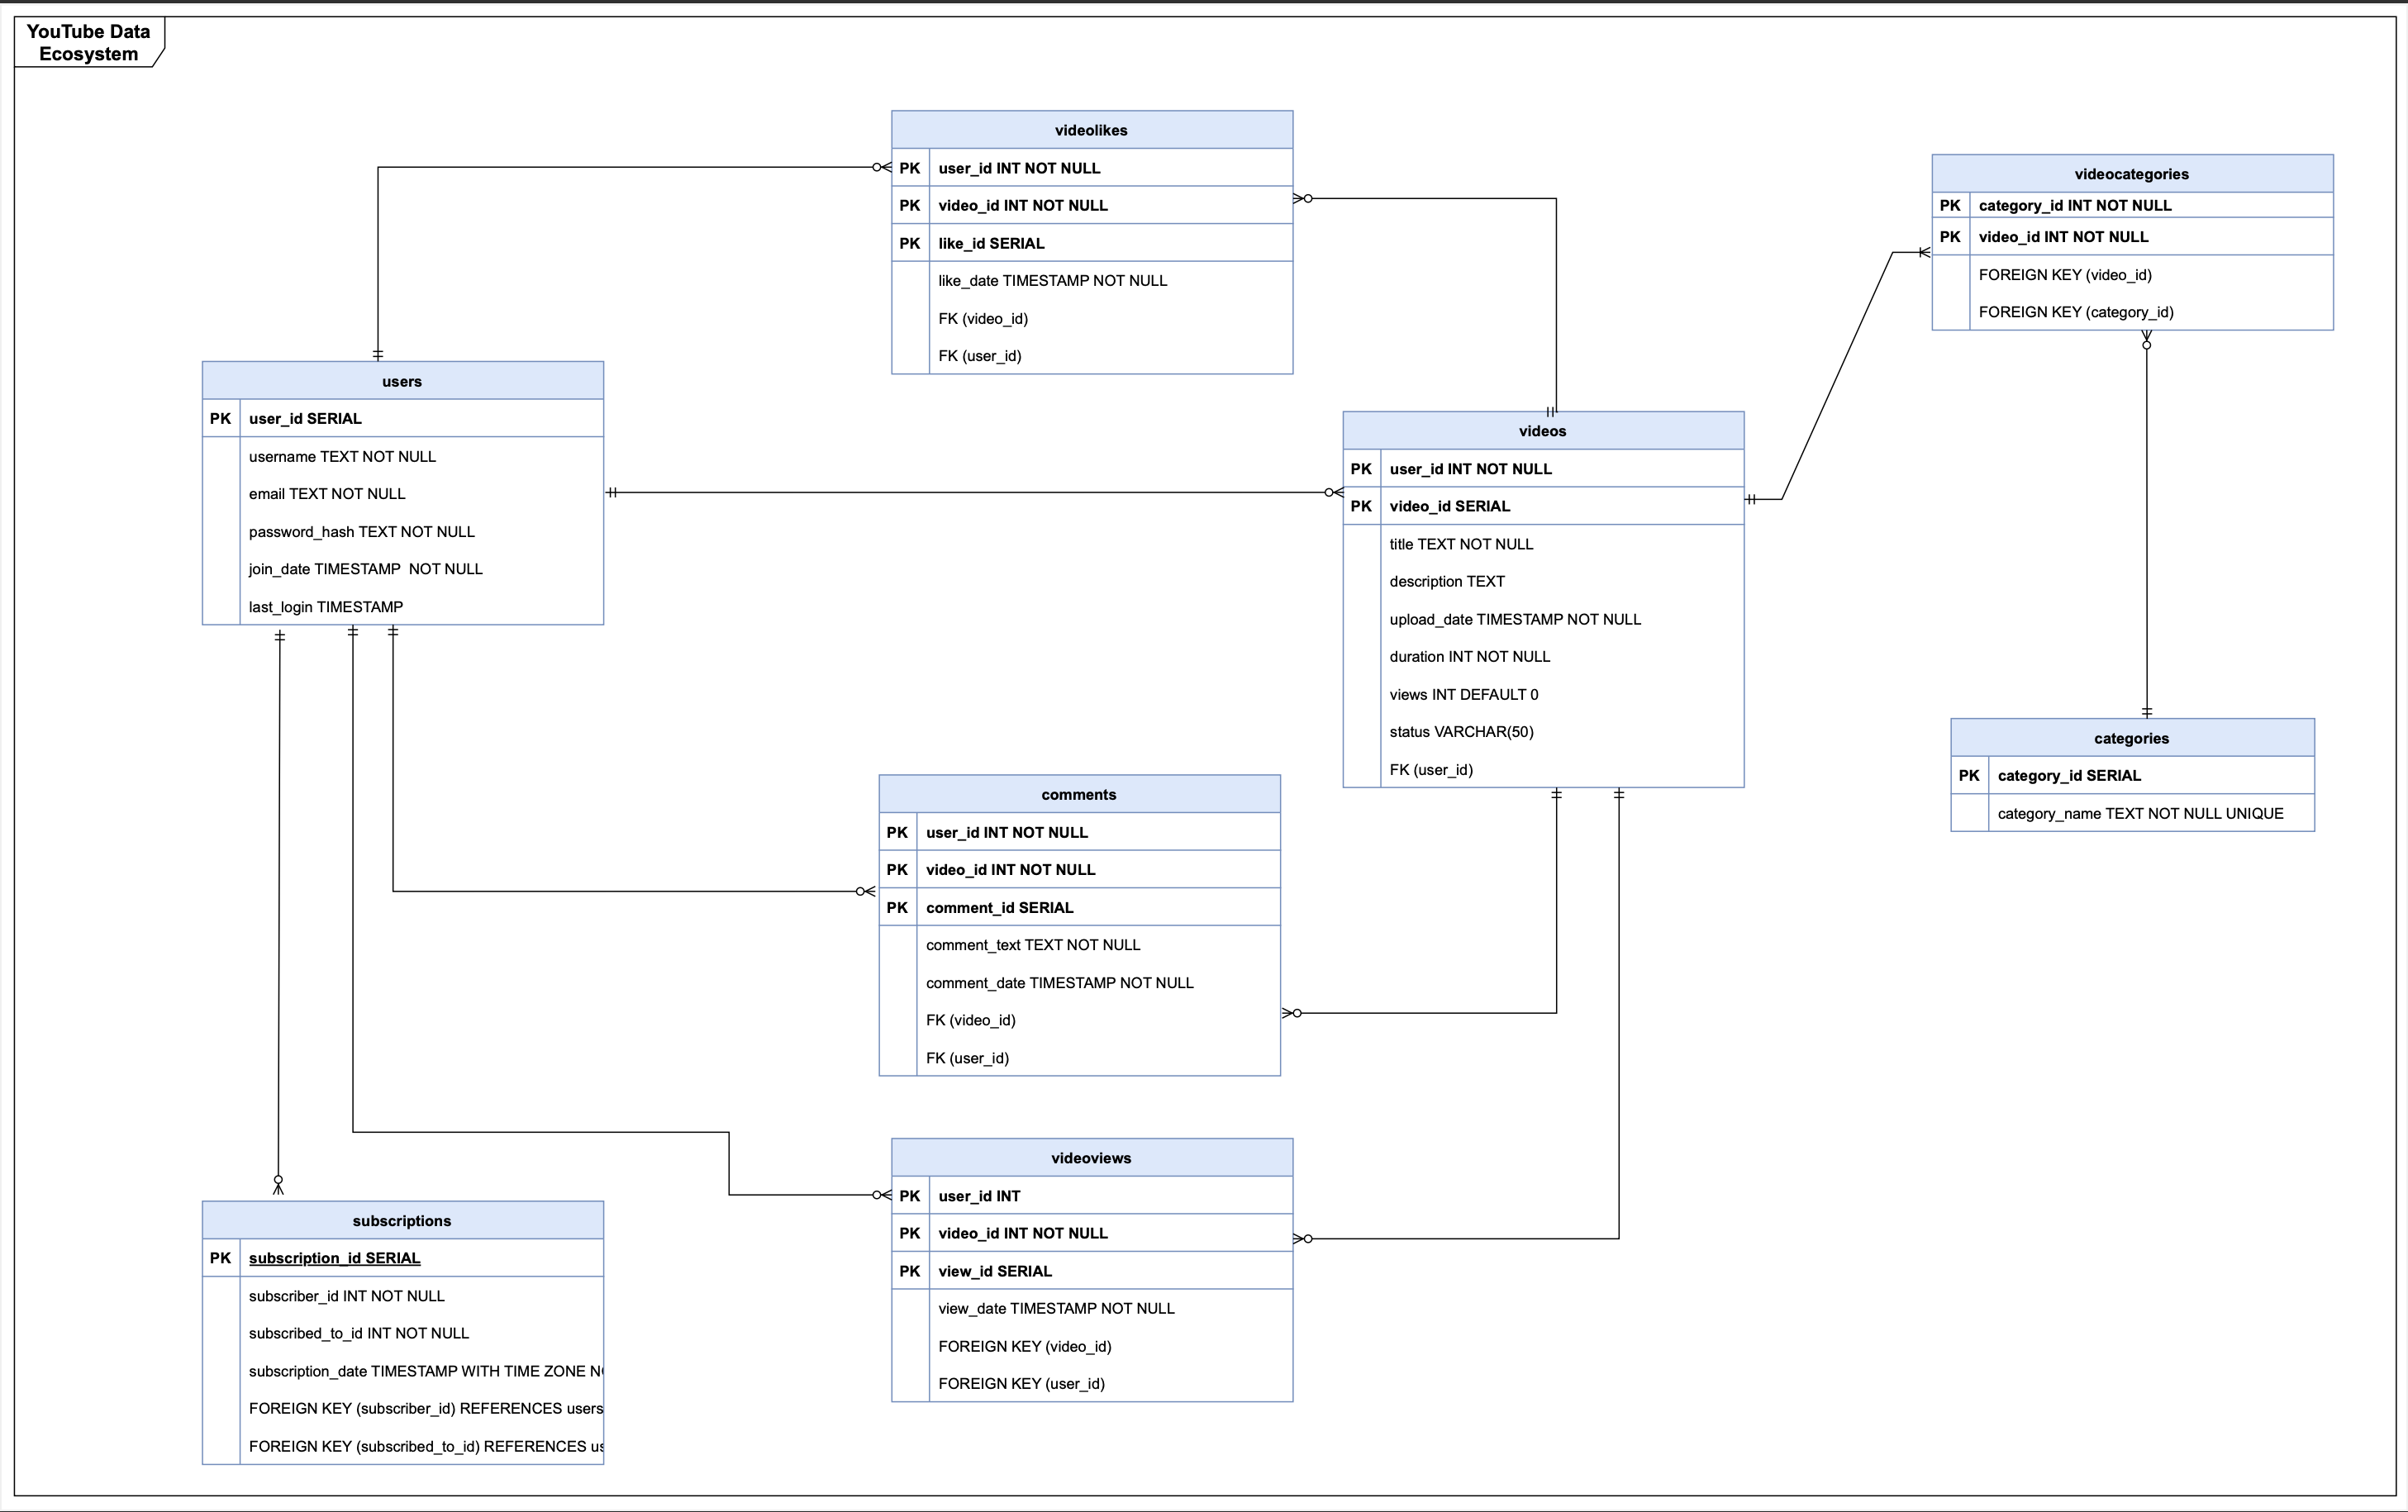 YouTube Data
Ecosystem
videolikes
PK user_id INT NOT NULL
PK video_id INT NOT NULL
PK like_id SERIAL
like_date TIMESTAMP NOT NULL
FK (video_id)
FK (user_id)
videocategories
PK category_id INT NOT NULL
PK video_id INT NOT NULL
FOREIGN KEY (video_id)
FOREIGN KEY (category_id)
users
PK user_id SERIAL
username TEXT NOT NULL
email TEXT NOT NULL
password_hash TEXT NOT NULL
join_date TIMESTAMP  NOT NULL
last_login TIMESTAMP
videos
PK user_id INT NOT NULL
PK video_id SERIAL
title TEXT NOT NULL
description TEXT
upload_date TIMESTAMP NOT NULL
duration INT NOT NULL
views INT DEFAULT 0
status VARCHAR(50)
FK (user_id)
categories
PK category_id SERIAL
category_name TEXT NOT NULL UNIQUE
comments
PK user_id INT NOT NULL
PK video_id INT NOT NULL
PK comment_id SERIAL
comment_text TEXT NOT NULL
comment_date TIMESTAMP NOT NULL
FK (video_id)
FK (user_id)
videoviews
PK user_id INT
PK video_id INT NOT NULL
PK view_id SERIAL
view_date TIMESTAMP NOT NULL
FOREIGN KEY (video_id)
FOREIGN KEY (user_id)
subscriptions
PK subscription_id SERIAL
subscriber_id INT NOT NULL
subscribed_to_id INT NOT NULL
subscription_date TIMESTAMP WITH TIME ZONE
FOREIGN KEY (subscriber_id) REFERENCES users
FOREIGN KEY (subscribed_to_id) REFERENCES